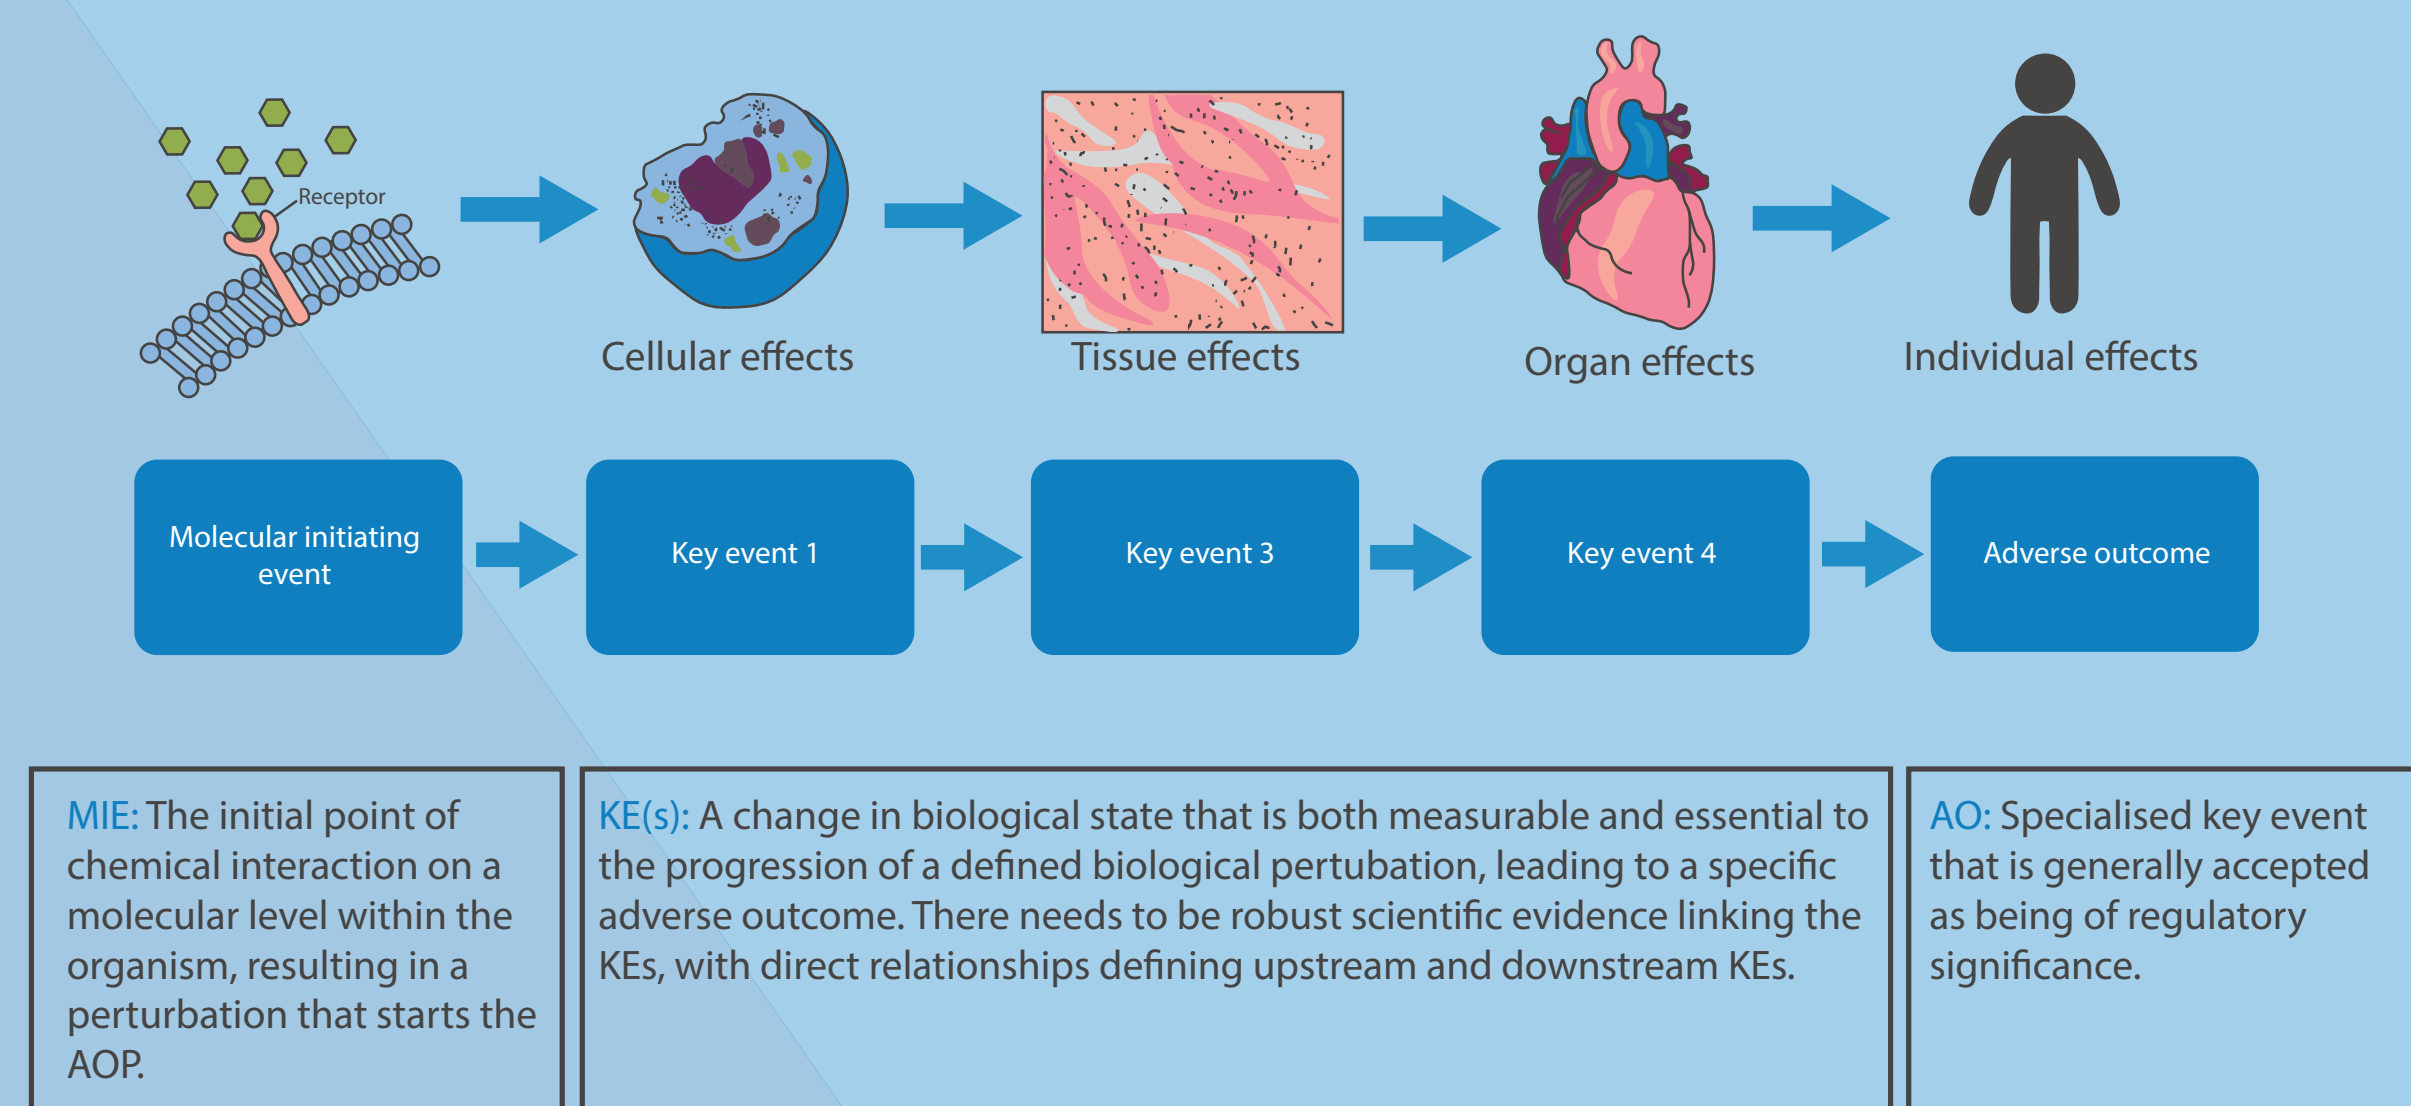 Receptor
Cellular effects
Tissue effects
Organ effects
Individual effects
Molecular initiating
event
Key event 1
Key event 3
Key event 4
Adverse outcome
MIE: The initial point of
chemical interaction on a
molecular level within the
organism, resulting in a
perturbation that starts the
AOP.
KE(s): A change in biological state that is both measurable and essential to
the progression of a defined biological pertubation, leading to a specific
adverse outcome. There needs to be robust scientific evidence linking the
KEs, with direct relationships defining upstream and downstream KEs.
AO: Specialised key event
that is generally accepted
as being of regulatory
significance.